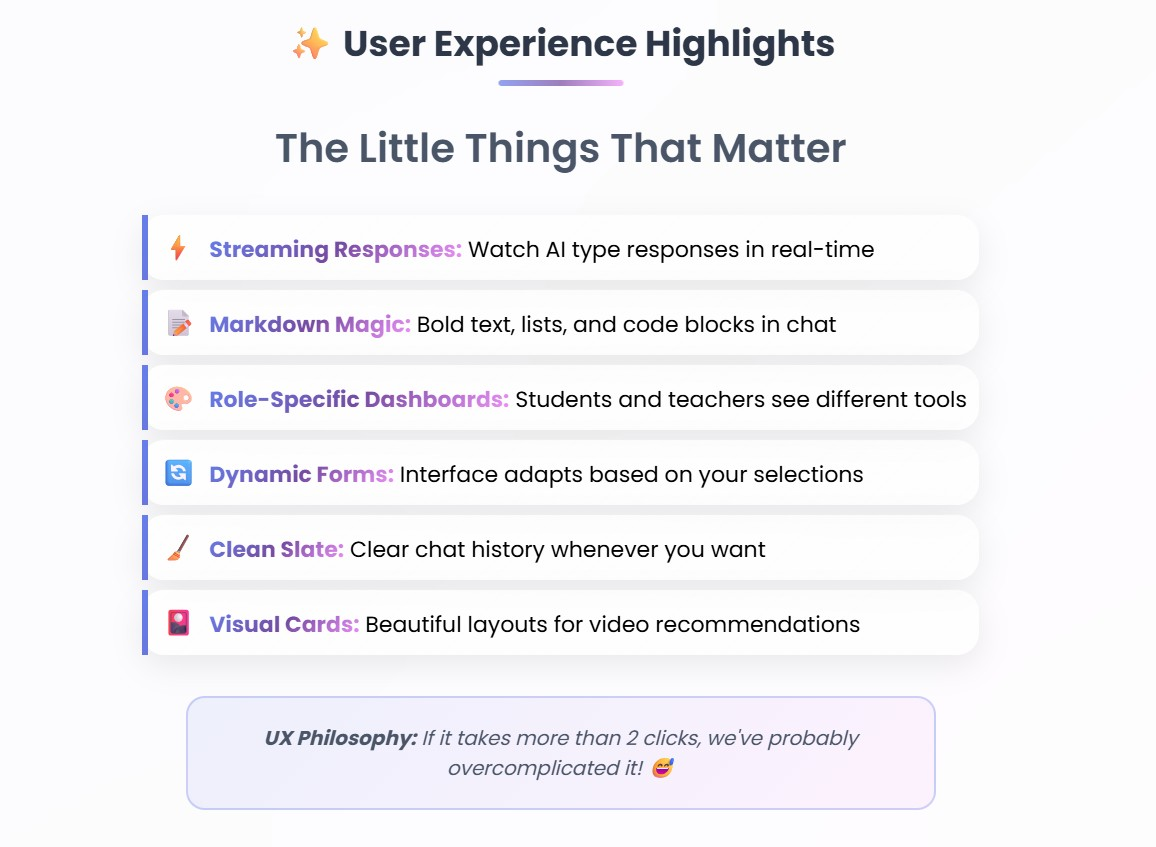 ✨ User Experience Highlights
The Little Things That Matter
⚡ Streaming Responses: Watch AI type responses in real-time
📝 Markdown Magic: Bold text, lists, and code blocks in chat
🎨 Role-Specific Dashboards: Students and teachers see different tools
🔄 Dynamic Forms: Interface adapts based on your selections
🧹 Clean Slate: Clear chat history whenever you want
🎴 Visual Cards: Beautiful layouts for video recommendations
UX Philosophy: If it takes more than 2 clicks, we've probably
overcomplicated it! 😅